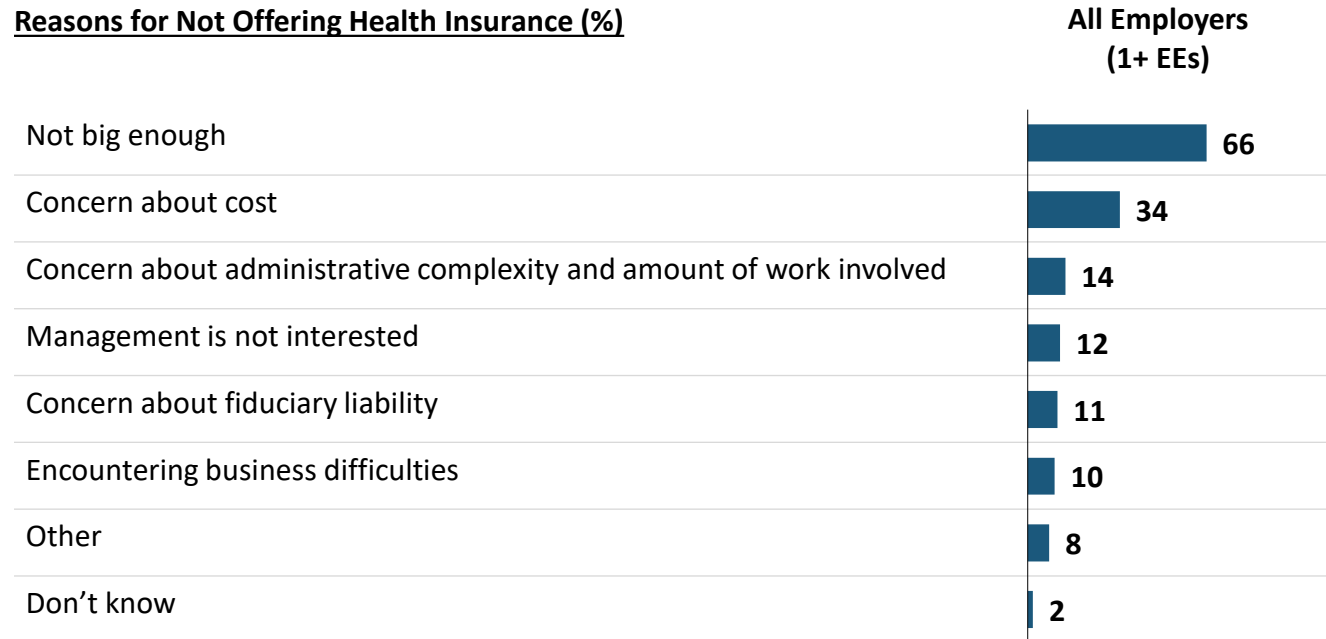 Reasons for Not Offering Health Insurance (%)
All Employers
(1+ EEs)
Not big enough
66
Concern about cost
34
Concern about administrative complexity and amount of work involved
14
Management is not interested
12
Concern about fiduciary liability
11
Encountering business difficulties
10
Other
8
Don’t know
2